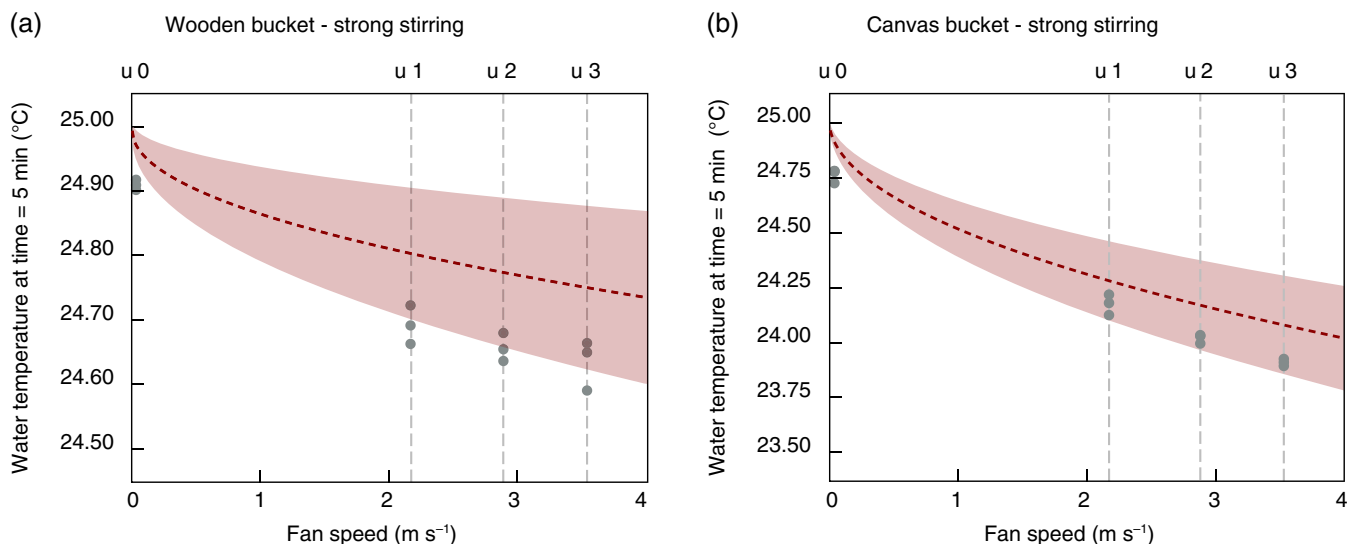 (a)
Wooden bucket - strong stirring
u 0
u 1
u 2
u 3
25.00
24.90
24.80
24.70
24.60
24.50
Water temperature at time = 5 min (°C)
0
1
2
3
4
Fan speed (m s⁻¹)
(b)
Canvas bucket - strong stirring
u 0
u 1
u 2
u 3
25.00
24.75
24.50
24.25
24.00
23.75
23.50
Water temperature at time = 5 min (°C)
0
1
2
3
4
Fan speed (m s⁻¹)